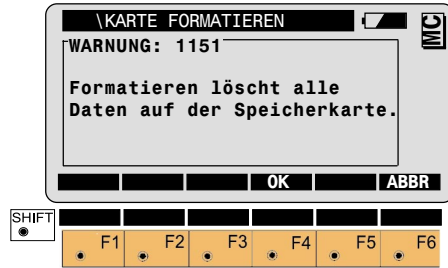 \KARTE FORMATIEREN
MC
WARNUNG: 1151
Formatieren löscht alle
Daten auf der Speicherkarte.
OK ABBR
SHIFT
F1 F2 F3 F4 F5 F6